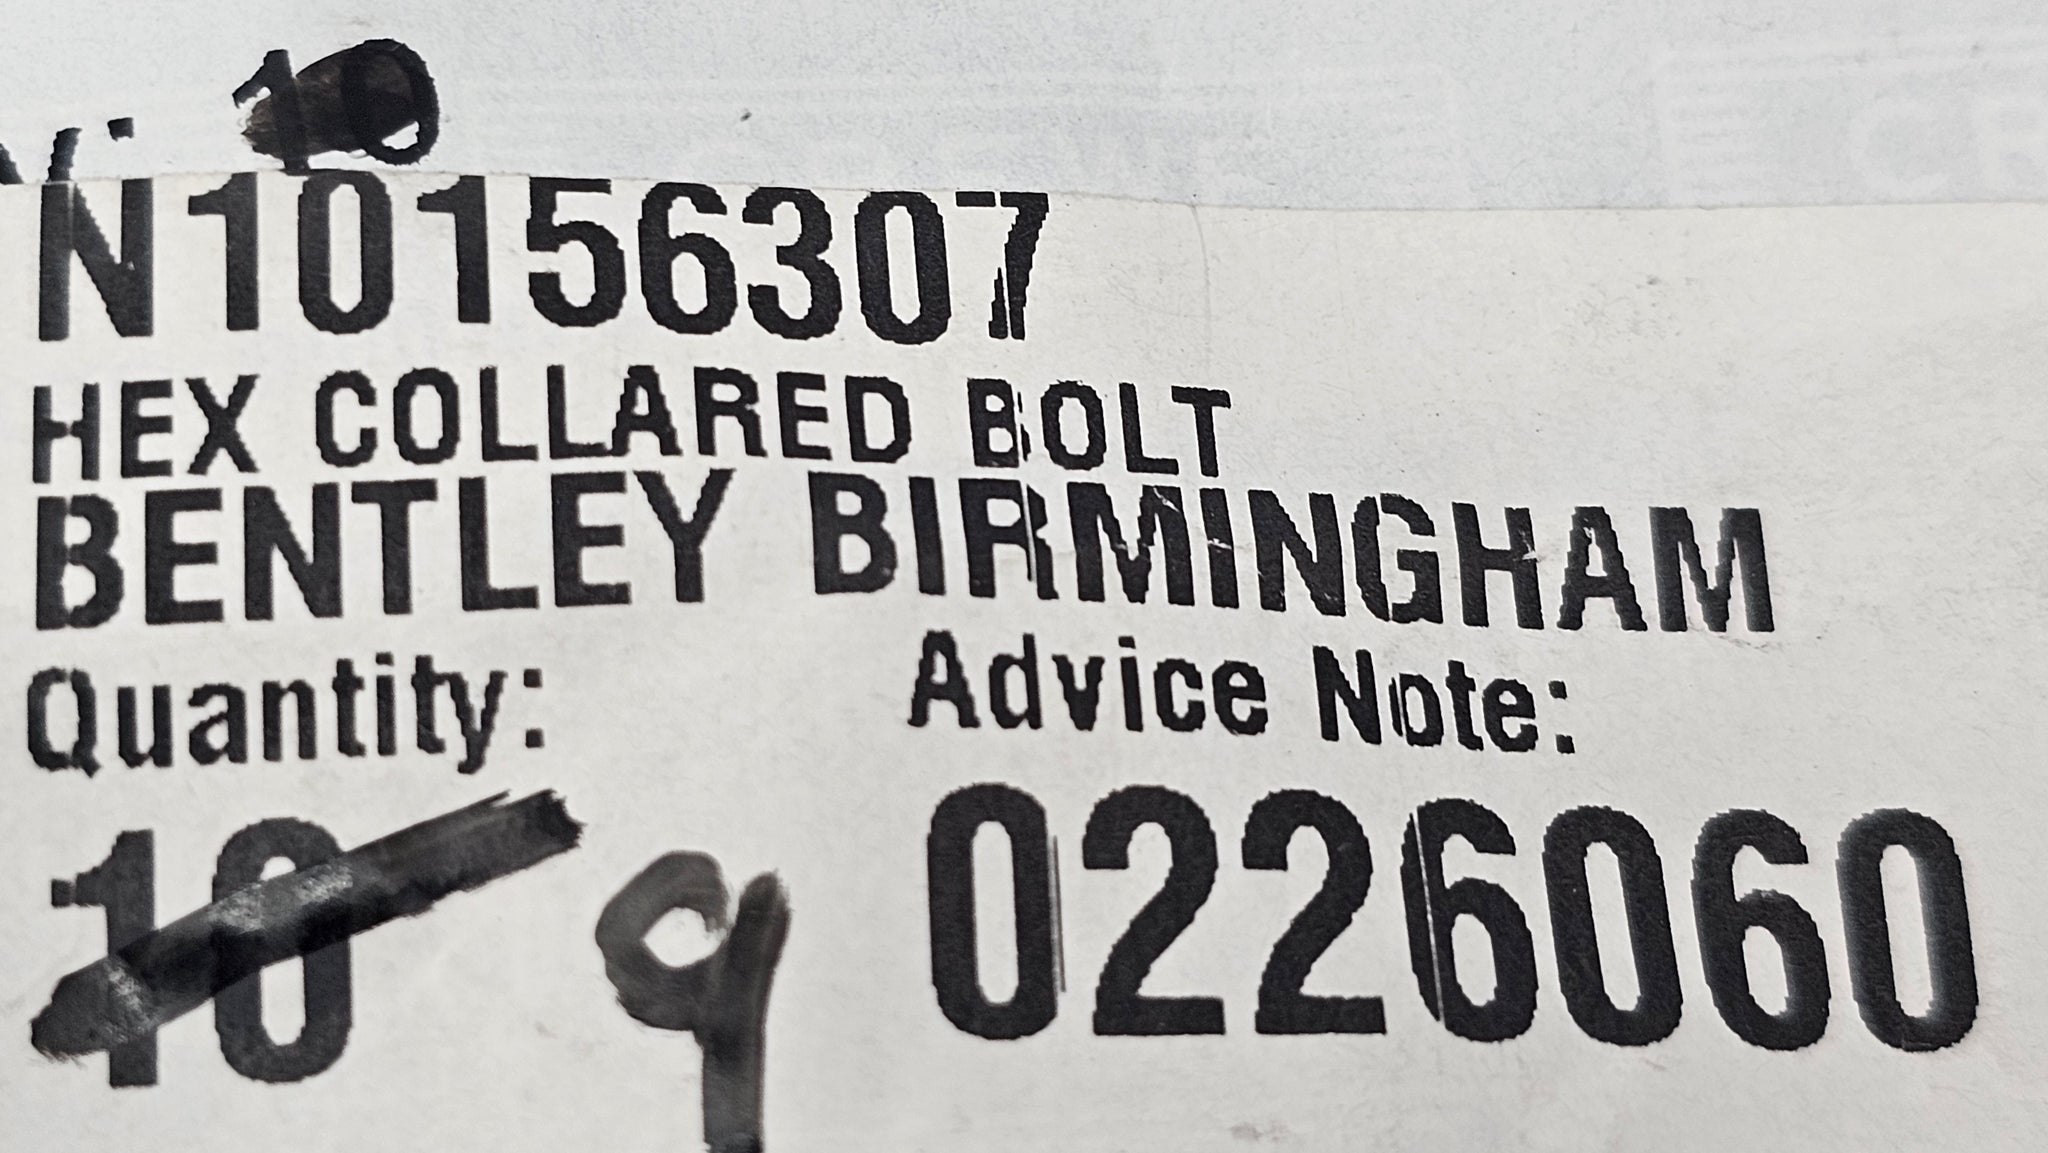 N10156307
HEX COLLARED BOLT
BENTLEY BIRMINGHAM
Quantity: Advice Note:
10 9 0226060